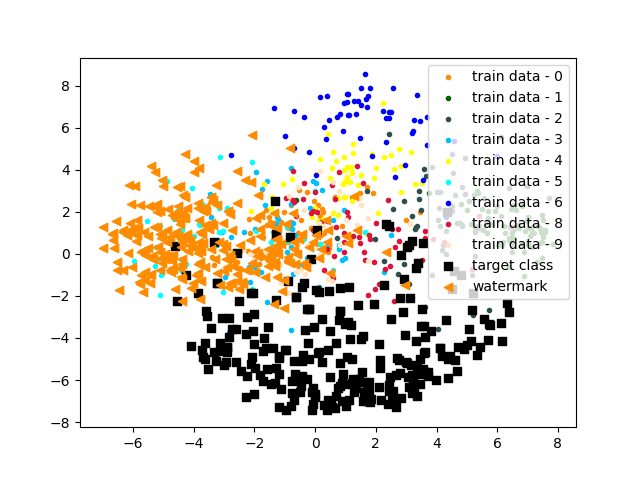 8
6
4
2
0
−2
−4
−6
−8
−6
−4
−2
0
2
4
6
8
train data - 0
train data - 1
train data - 2
train data - 3
train data - 4
train data - 5
train data - 6
train data - 8
train data - 9
target class
watermark